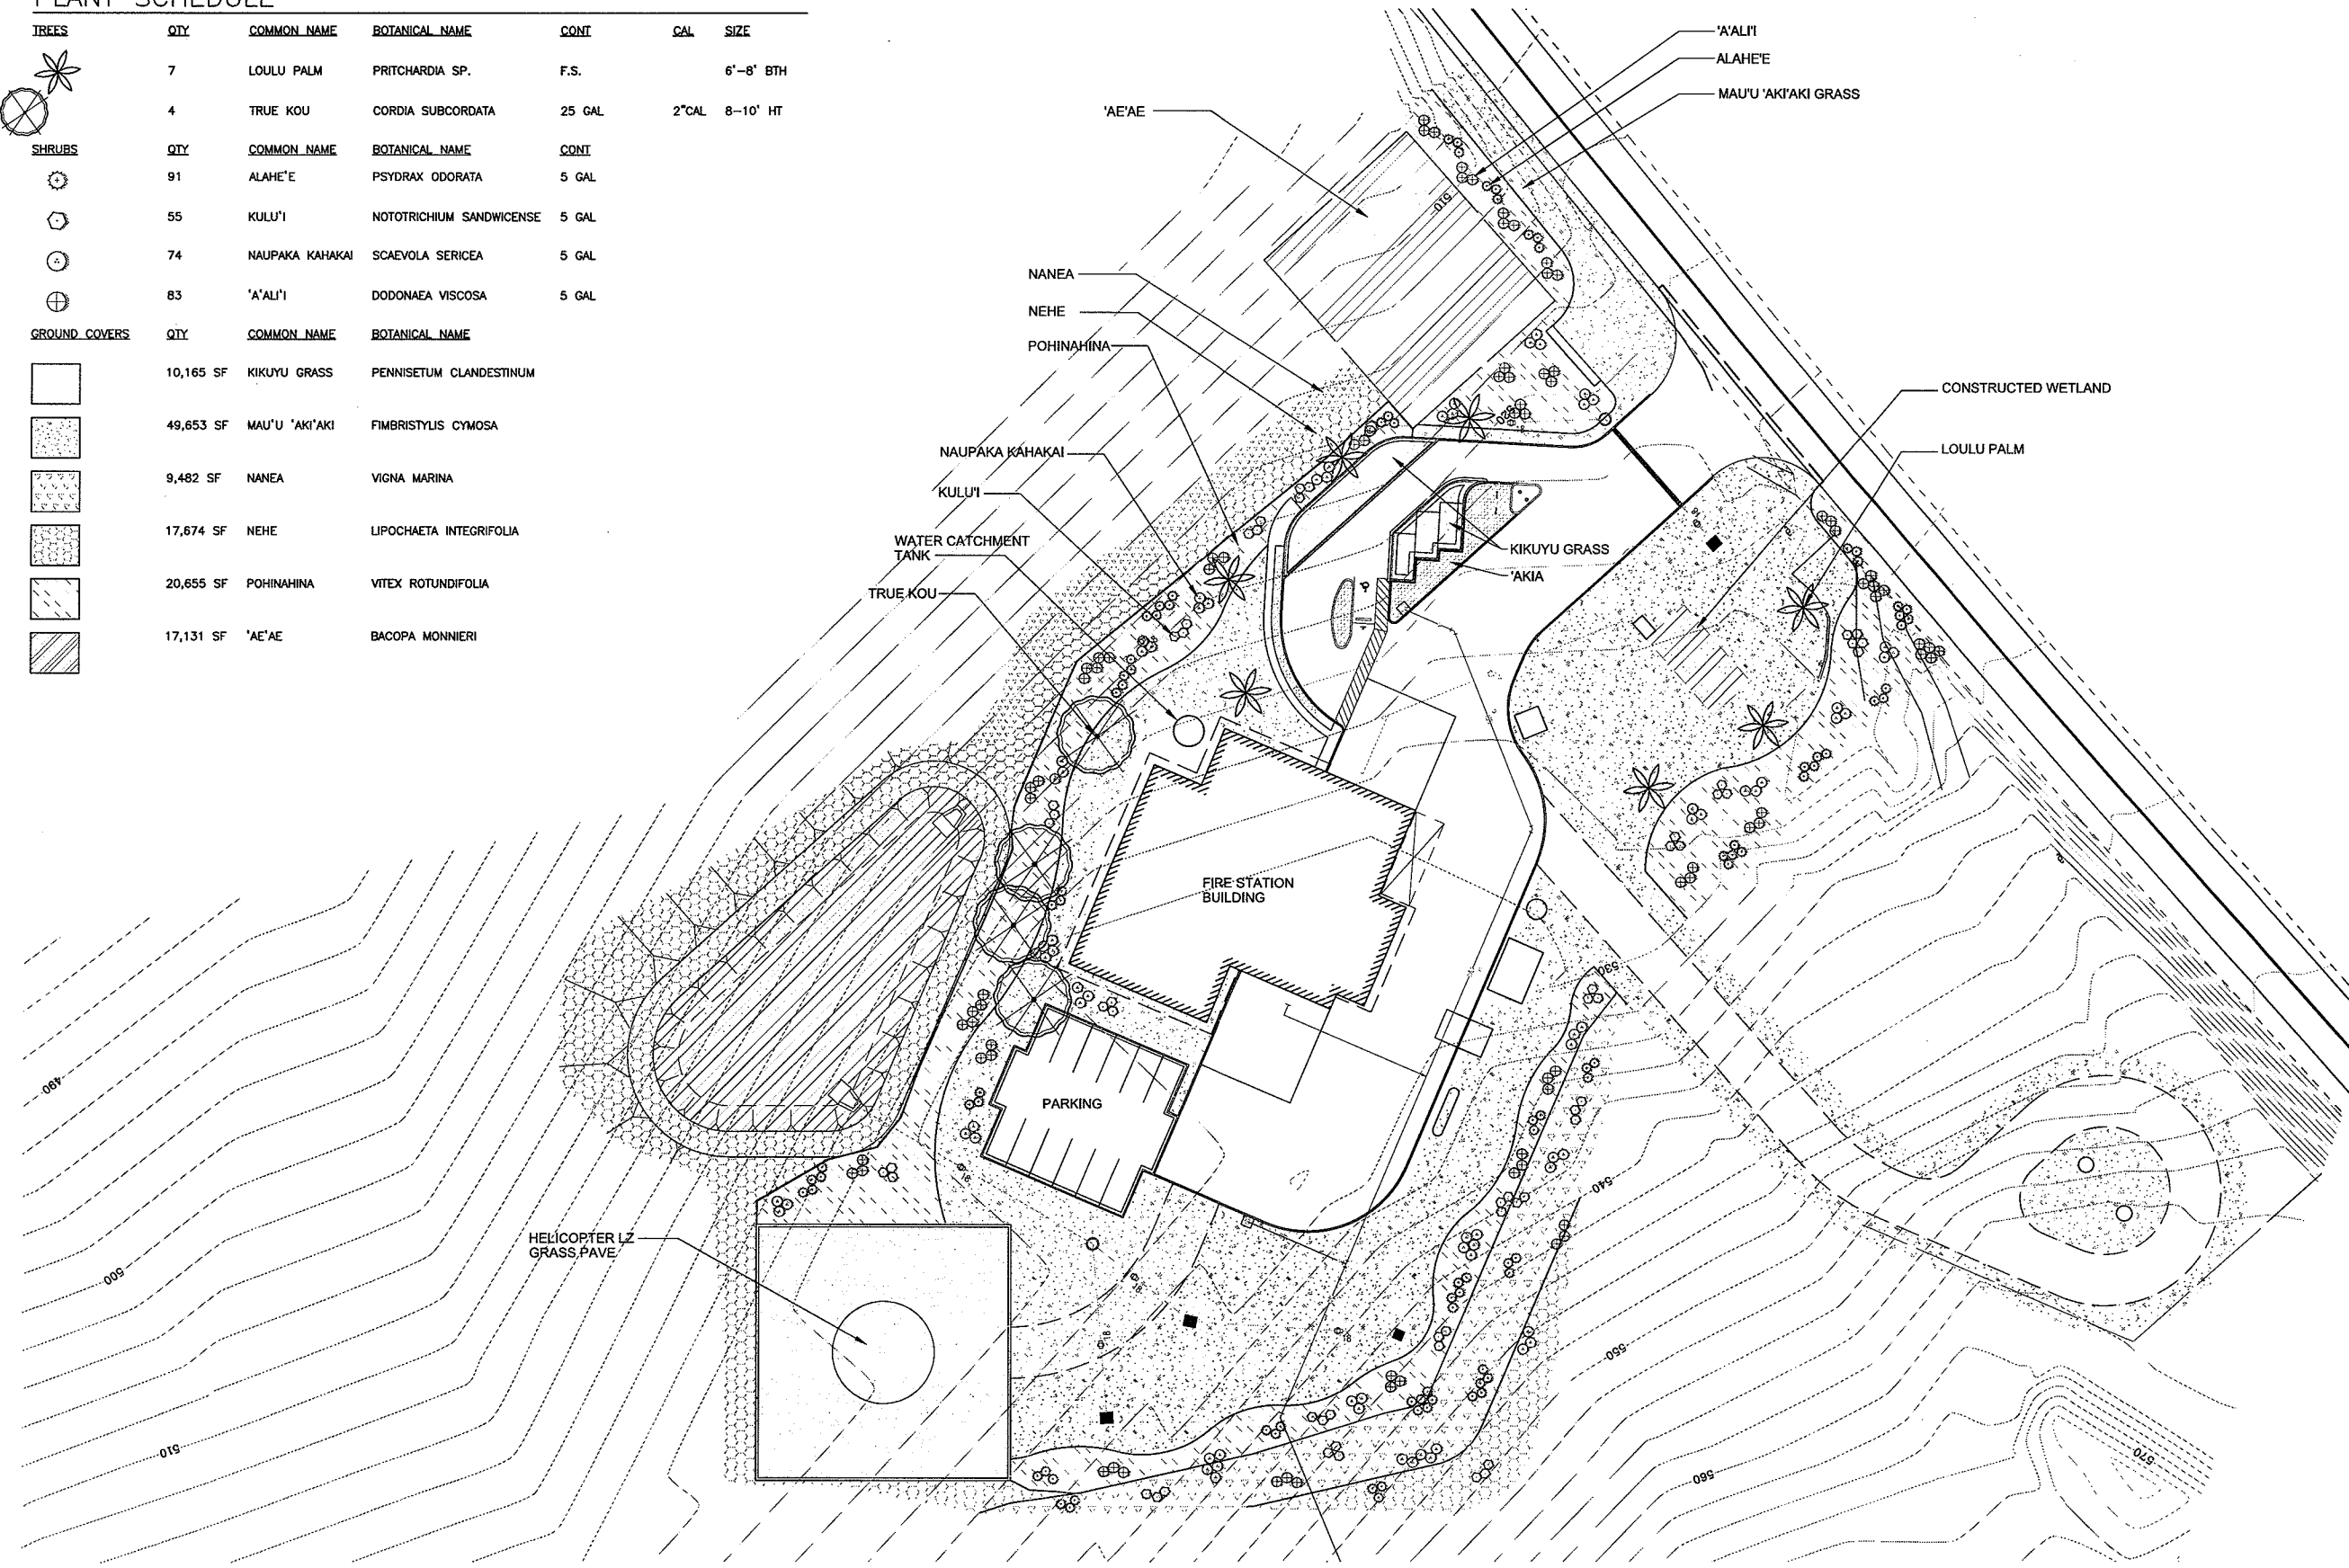 PLANT SCHEDULE
TREES QTY COMMON NAME BOTANICAL NAME CONT CAL SIZE
7 LOULU PALM PRITCHARDIA SP. F.S. 6'-8' BTH
4 TRUE KOU CORDIA SUBCORDATA 25 GAL 2"CAL 8-10' HT
SHRUBS QTY COMMON NAME BOTANICAL NAME CONT
91 ALAHE'E PSYDRAX ODORATA 5 GAL
55 KULU'I NOTOTRICHIUM SANDWICENSE 5 GAL
74 NAUPAKA KAHAKAI SCAEVOLA SERICEA 5 GAL
83 'A'ALI'I DODONAEA VISCOSA 5 GAL
GROUND COVERS QTY COMMON NAME BOTANICAL NAME
10,165 SF KIKUYU GRASS PENNISETUM CLANDESTINUM
49,653 SF MAU'U 'AKI'AKI FIMBRISTYLIS CYMOSA
9,482 SF NANEA VIGNA MARINA
17,674 SF NEHE LIPOCHAETA INTEGRIFOLIA
20,655 SF POHINAHINA VITEX ROTUNDIFOLIA
17,131 SF 'AE'AE BACOPA MONNIERI
'A'ALI'I
ALAHE'E
MAU'U 'AKI'AKI GRASS
'AE'AE
510
NANEA
NEHE
POHINAHINA
CONSTRUCTED WETLAND
LOULU PALM
NAUPAKA KAHAKAI
KULU'I
WATER CATCHMENT
TANK
TRUE KOU
KIKUYU GRASS
'AKIA
FIRE STATION
BUILDING
530
PARKING
540
HELICOPTER LZ
GRASS PAVE
490
500
510
550
560
570